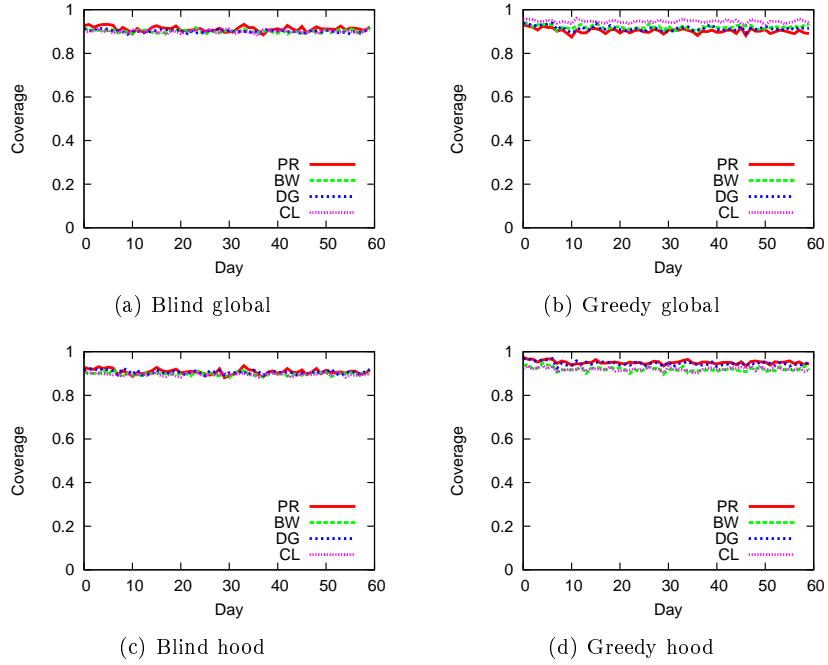 1
0.8
0.6
0.4
0.2
0
0 10 20 30 40 50 60
Coverage
Day
PR
BW
DG
CL
(a) Blind global
1
0.8
0.6
0.4
0.2
0
0 10 20 30 40 50 60
Coverage
Day
PR
BW
DG
CL
(b) Greedy global
1
0.8
0.6
0.4
0.2
0
0 10 20 30 40 50 60
Coverage
Day
PR
BW
DG
CL
(c) Blind hood
1
0.8
0.6
0.4
0.2
0
0 10 20 30 40 50 60
Coverage
Day
PR
BW
DG
CL
(d) Greedy hood